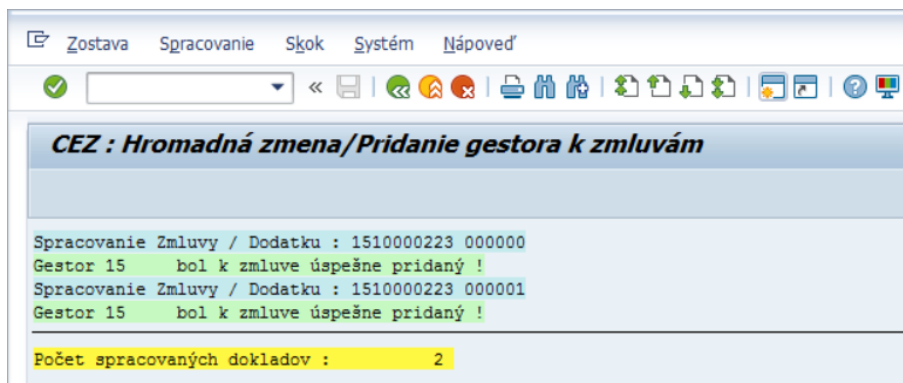 Zostava Spracovanie Skok Systém Nápoveď
CEZ : Hromadná zmena/Pridanie gestora k zmluvám
Spracovanie Zmluvy / Dodatku : 1510000223 000000
Gestor 15 bol k zmluve úspešne pridaný !
Spracovanie Zmluvy / Dodatku : 1510000223 000001
Gestor 15 bol k zmluve úspešne pridaný !
Počet spracovaných dokladov : 2